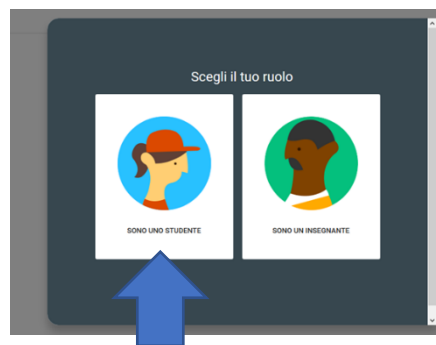 Scegli il tuo ruolo
SONO UNO STUDENTE
SONO UN INSEGNANTE